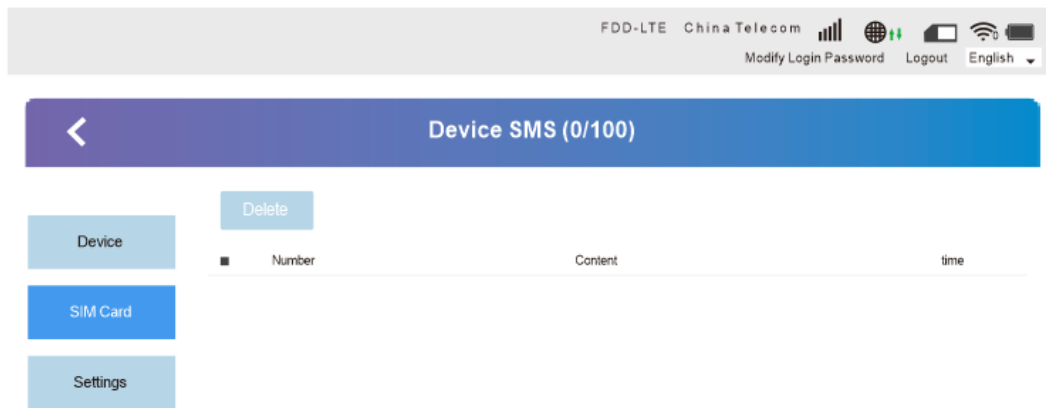 FDD-LTE China Telecom
Modify Login Password Logout English
Device SMS (0/100)
Delete
Device
Number Content time
SIM Card
Settings